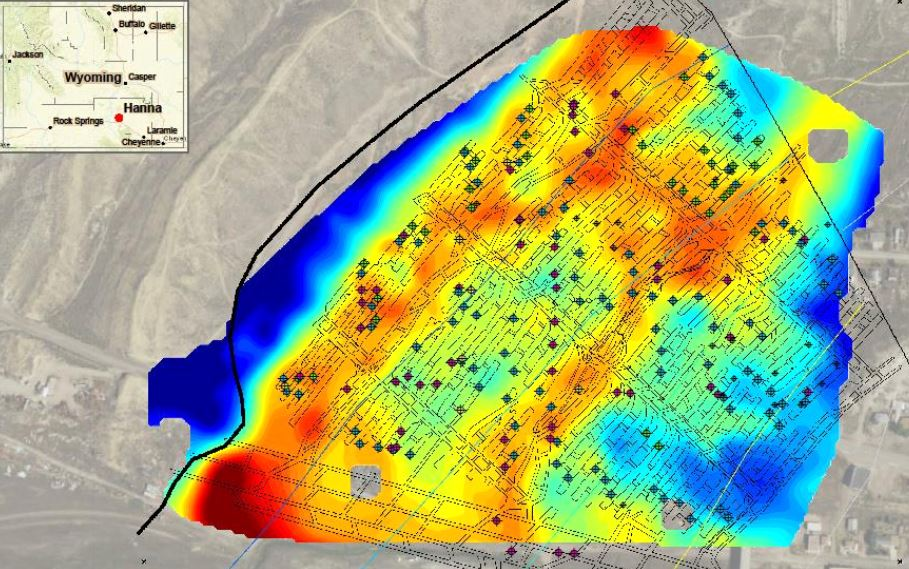 Sheridan
Buffalo Gillette
Jackson
Wyoming Casper
Hanna
Rock Springs
Laramie
Cheyenne